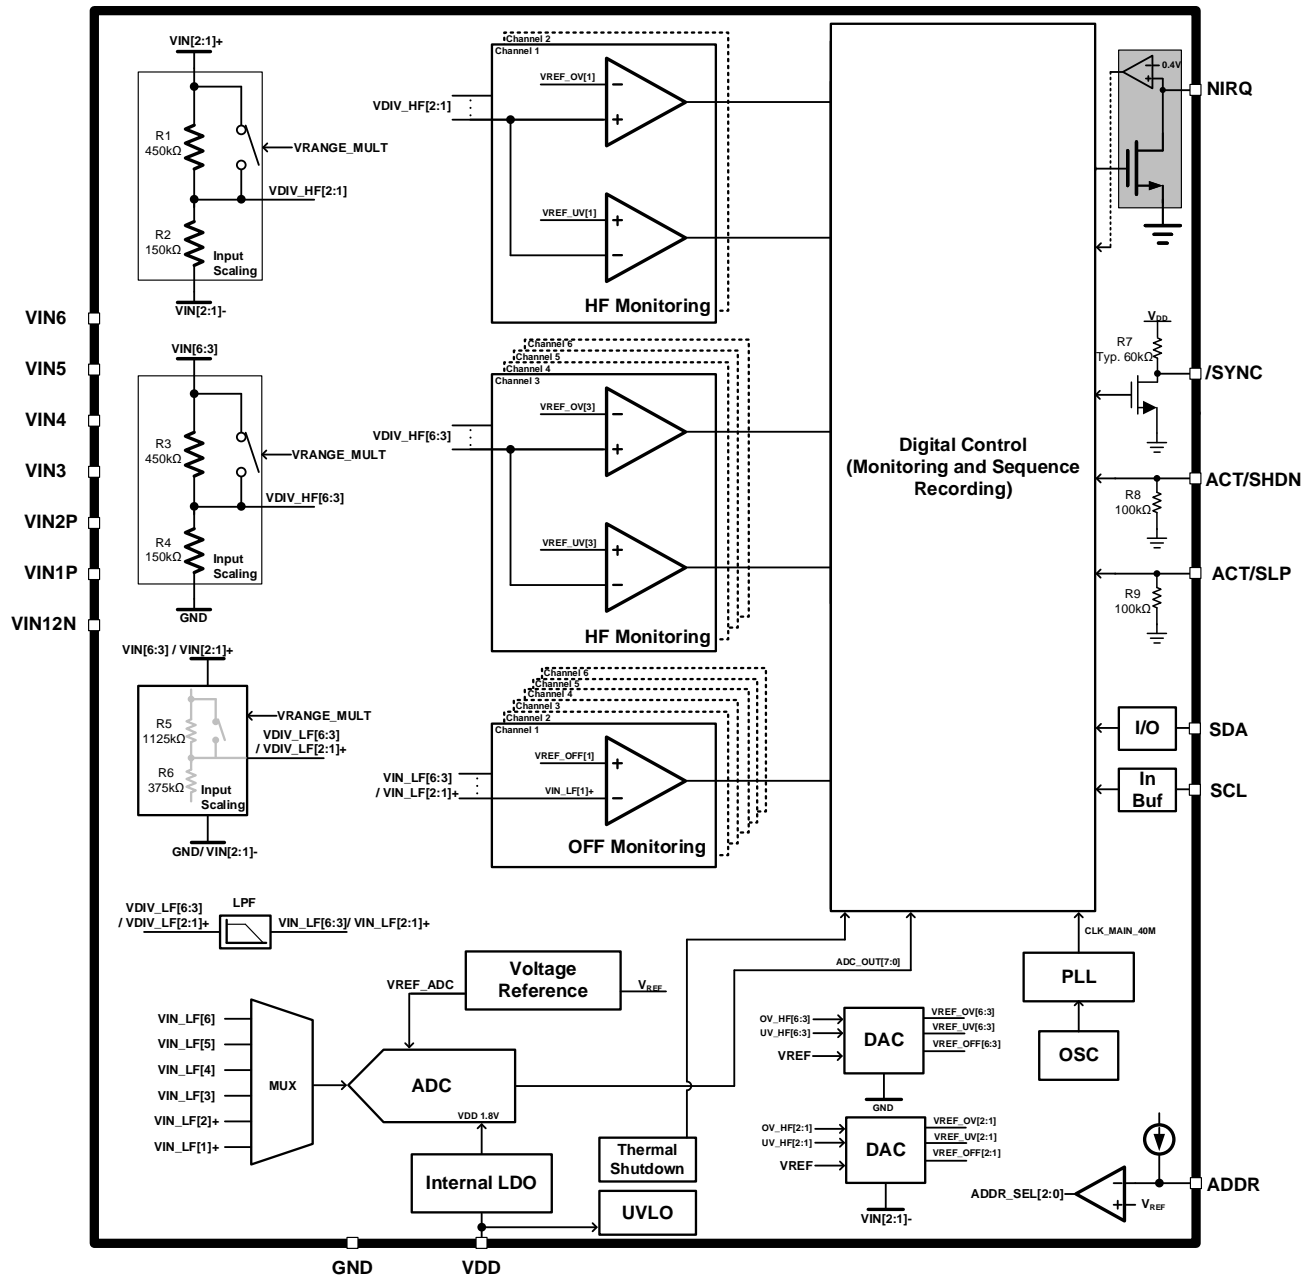 VIN6
VIN5
VIN4
VIN3
VIN2P
VIN1P
VIN12N
VIN[2:1]+
R1
450kΩ
VRANGE_MULT
VDIV_HF[2:1]
R2
150kΩ
Input
Scaling
VIN[2:1]-
VIN[6:3]
R3
450kΩ
VRANGE_MULT
VDIV_HF[6:3]
R4
150kΩ
Input
Scaling
GND
VIN[6:3] / VIN[2:1]+
R5
1125kΩ
VRANGE_MULT
VDIV_LF[6:3]
/ VDIV_LF[2:1]+
R6
375kΩ
Input
Scaling
GND/ VIN[2:1]-
VDIV_LF[6:3]
/ VDIV_LF[2:1]+
LPF
VIN_LF[6:3]/ VIN_LF[2:1]+
Channel 2
Channel 1
VREF_OV[1]
−
+
VDIV_HF[2:1]
VREF_UV[1]
+
−
HF Monitoring
Channel 6
Channel 5
Channel 4
Channel 3
VREF_OV[3]
−
+
VDIV_HF[6:3]
VREF_UV[3]
+
−
HF Monitoring
Channel 6
Channel 5
Channel 4
Channel 3
Channel 2
Channel 1
VREF_OFF[1]
+
VIN_LF[6:3]
/ VIN_LF[2:1]+
VIN_LF[1]+
−
OFF Monitoring
Digital Control
(Monitoring and Sequence
Recording)
−
0.4V
+
NIRQ
VDD
R7
Typ. 60kΩ
/SYNC
ACT/SHDN
R8
100kΩ
ACT/SLP
R9
100kΩ
I/O
SDA
In
Buf
SCL
CLK_MAIN_40M
PLL
OSC
ADC_OUT[7:0]
Voltage
Reference
VREF
VREF_ADC
VIN_LF[6]
VIN_LF[5]
VIN_LF[4]
VIN_LF[3]
VIN_LF[2]+
VIN_LF[1]+
MUX
ADC
VDD 1.8V
Internal LDO
Thermal
Shutdown
UVLO
OV_HF[6:3]
UV_HF[6:3]
VREF
DAC
VREF_OV[6:3]
VREF_UV[6:3]
VREF_OFF[6:3]
GND
OV_HF[2:1]
UV_HF[2:1]
VREF
DAC
VREF_OV[2:1]
VREF_UV[2:1]
VREF_OFF[2:1]
VIN[2:1]-
ADDR_SEL[2:0]
−
+
VREF
ADDR
GND
VDD